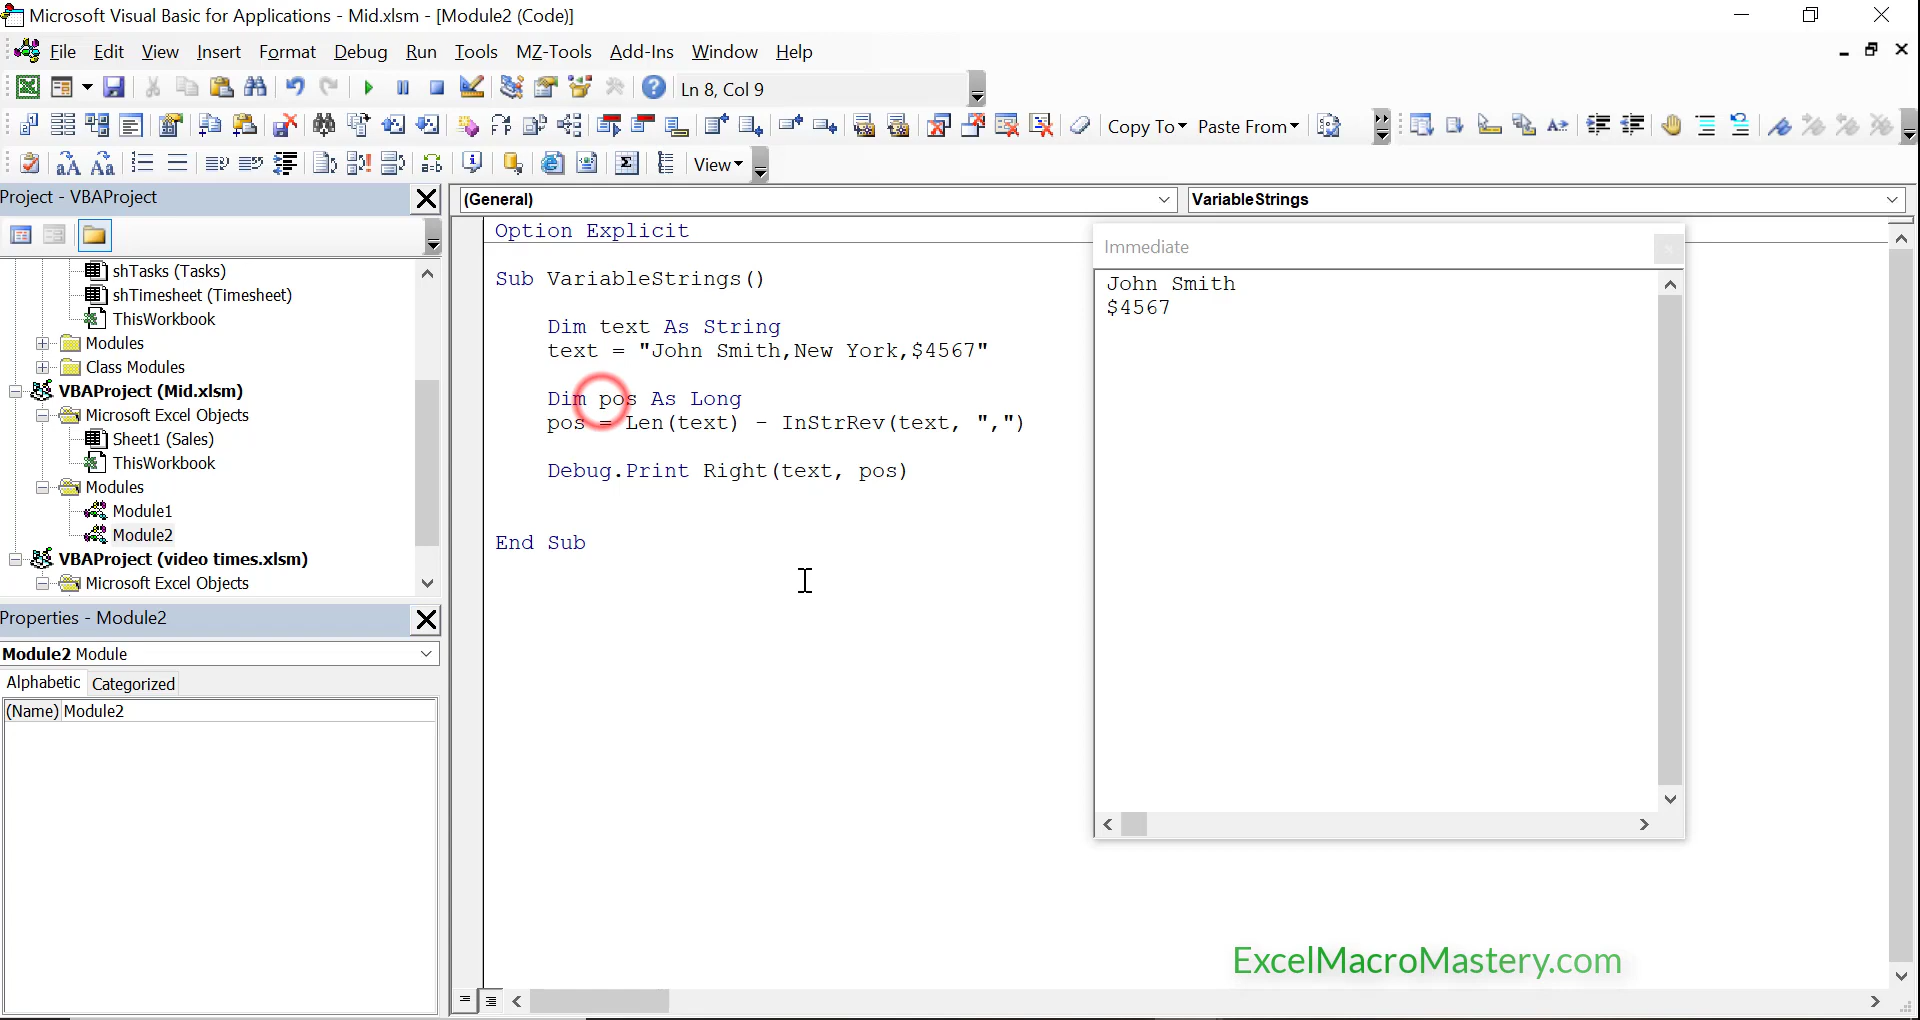 Microsoft Visual Basic for Applications - Mid.xlsm - [Module2 (Code)]
File Edit View Insert Format Debug Run Tools MZ-Tools Add-Ins Window Help
Ln 8, Col 9
Copy To Paste From
View
Project - VBAProject
shTasks (Tasks)
shTimesheet (Timesheet)
ThisWorkbook
Modules
Class Modules
VBAProject (Mid.xlsm)
Microsoft Excel Objects
Sheet1 (Sales)
ThisWorkbook
Modules
Module1
Module2
VBAProject (video times.xlsm)
Microsoft Excel Objects
Properties - Module2
Module2 Module
Alphabetic Categorized
(Name) Module2
(General) VariableStrings
Option Explicit
Sub VariableStrings()
Dim text As String
text = "John Smith,New York,$4567"
Dim pos As Long
pos = Len(text) - InStrRev(text, ",")
Debug.Print Right(text, pos)
End Sub
Immediate
John Smith
$4567
ExcelMacroMastery.com